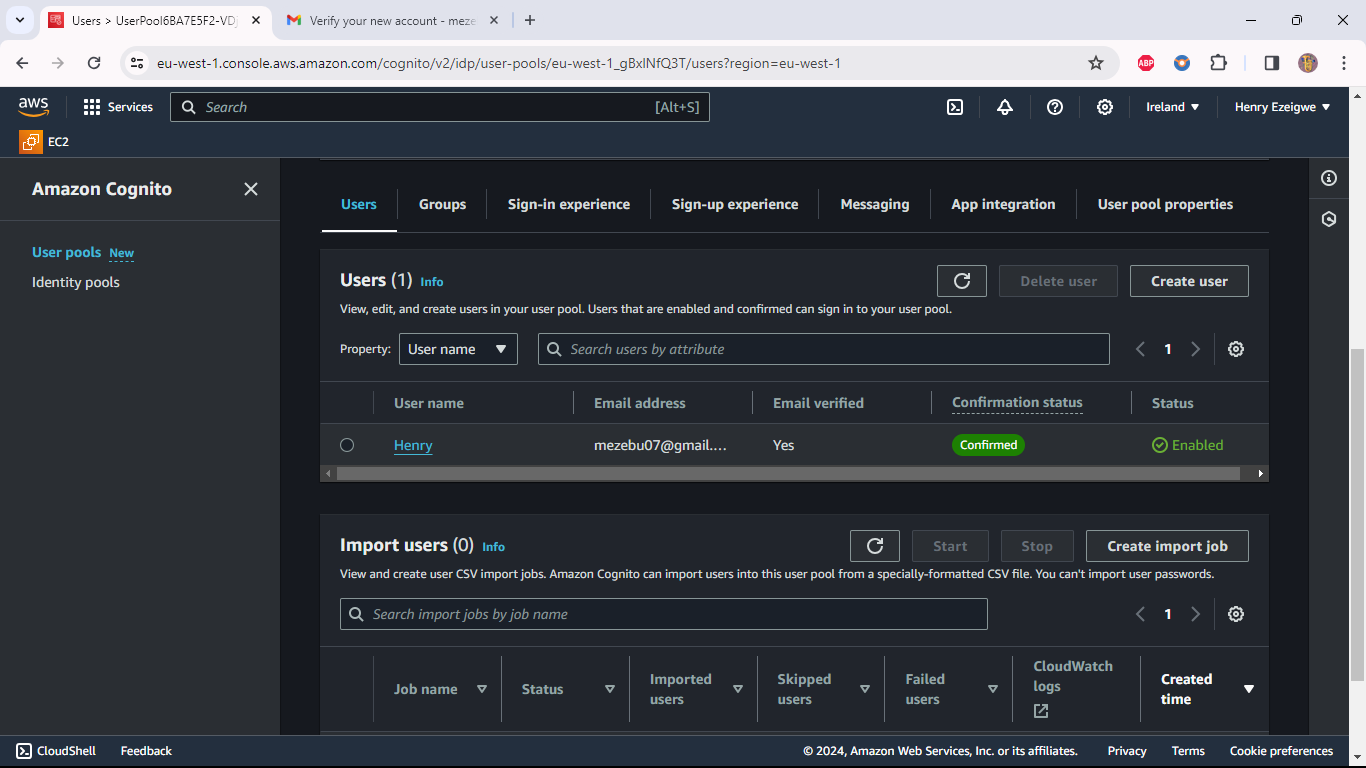 Users > UserPool6BA7E5F2-VD
Verify your new account - meze
eu-west-1.console.aws.amazon.com/cognito/v2/idp/user-pools/eu-west-1_gBxlNfQ3T/users?region=eu-west-1
ABP
aws
Services
Search
[Alt+S]
Ireland
Henry Ezeigwe
EC2
Amazon Cognito
User pools New
Identity pools
Users
Groups
Sign-in experience
Sign-up experience
Messaging
App integration
User pool properties
Users (1) Info
Delete user
Create user
View, edit, and create users in your user pool. Users that are enabled and confirmed can sign in to your user pool.
Property:
User name
Search users by attribute
1
User name
Email address
Email verified
Confirmation status
Status
Henry
mezebu07@gmail....
Yes
Confirmed
Enabled
Import users (0) Info
Start
Stop
Create import job
View and create user CSV import jobs. Amazon Cognito can import users into this user pool from a specially-formatted CSV file. You can't import user passwords.
Search import jobs by job name
1
Job name
Status
Imported
users
Skipped
users
Failed
users
CloudWatch
logs
Created
time
CloudShell
Feedback
© 2024, Amazon Web Services, Inc. or its affiliates.
Privacy
Terms
Cookie preferences